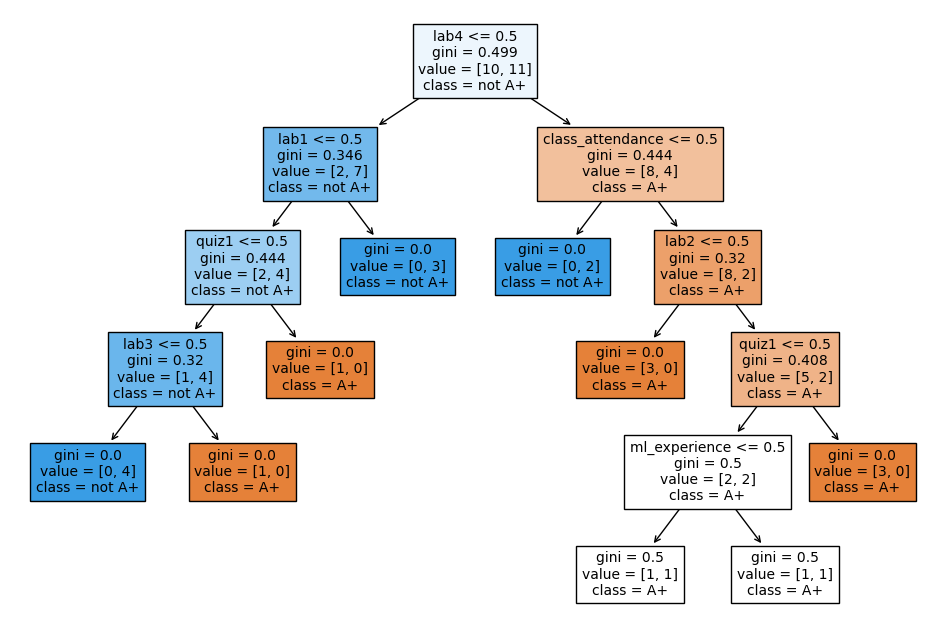 lab4 <= 0.5
gini = 0.499
value = [10, 11]
class = not A+
lab1 <= 0.5
gini = 0.346
value = [2, 7]
class = not A+
class_attendance <= 0.5
gini = 0.444
value = [8, 4]
class = A+
quiz1 <= 0.5
gini = 0.444
value = [2, 4]
class = not A+
gini = 0.0
value = [0, 3]
class = not A+
gini = 0.0
value = [0, 2]
class = not A+
lab2 <= 0.5
gini = 0.32
value = [8, 2]
class = A+
lab3 <= 0.5
gini = 0.32
value = [1, 4]
class = not A+
gini = 0.0
value = [1, 0]
class = A+
gini = 0.0
value = [3, 0]
class = A+
quiz1 <= 0.5
gini = 0.408
value = [5, 2]
class = A+
gini = 0.0
value = [0, 4]
class = not A+
gini = 0.0
value = [1, 0]
class = A+
ml_experience <= 0.5
gini = 0.5
value = [2, 2]
class = A+
gini = 0.0
value = [3, 0]
class = A+
gini = 0.5
value = [1, 1]
class = A+
gini = 0.5
value = [1, 1]
class = A+